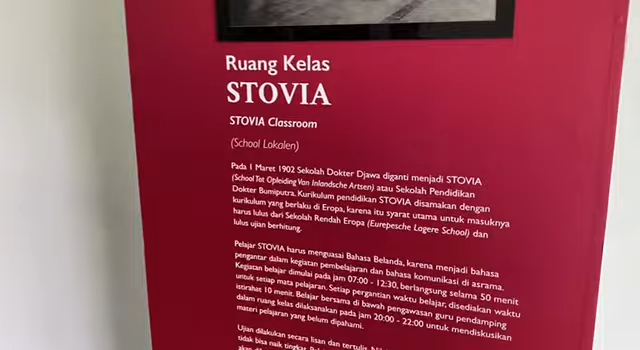 Ruang Kelas
STOVIA
STOVIA Classroom
(School Lokalen)
Pada 1 Maret 1902 Sekolah Dokter Djawa diganti menjadi STOVIA
(School Tot Opleiding Van Inlandsche Artsen) atau Sekolah Pendidikan
Dokter Bumiputra. Kurikulum pendidikan STOVIA disamakan dengan
kurikulum yang berlaku di Eropa, karena itu syarat utama untuk masuknya
harus lulus dari Sekolah Rendah Eropa (Eurepesche Lagere School) dan
lulus ujian berhitung.
Pelajar STOVIA harus menguasai Bahasa Belanda, karena menjadi bahasa
pengantar dalam kegiatan pembelajaran dan bahasa komunikasi di asrama.
Kegiatan belajar dimulai pada jam 07:00 - 12:30, berlangsung selama 50 menit
untuk setiap mata pelajaran. Setiap pergantian waktu belajar, disediakan waktu
istirahat 10 menit. Belajar bersama di bawah pengawasan guru pendamping
dalam ruang kelas dilaksanakan pada jam 20:00 - 22:00 untuk mendiskusikan
materi pelajaran yang belum dipahami.
Ujian dilakukan secara lisan dan tertulis.
tidak bisa naik tingkat.